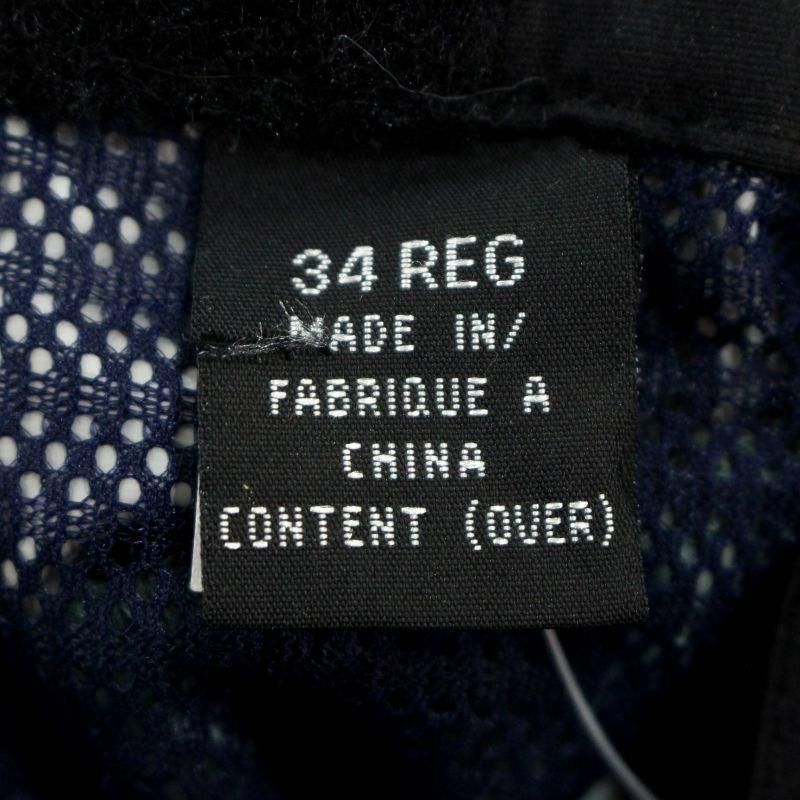 34 REG
MADE IN/
FABRIQUE A
CHINA
CONTENT (OVER)